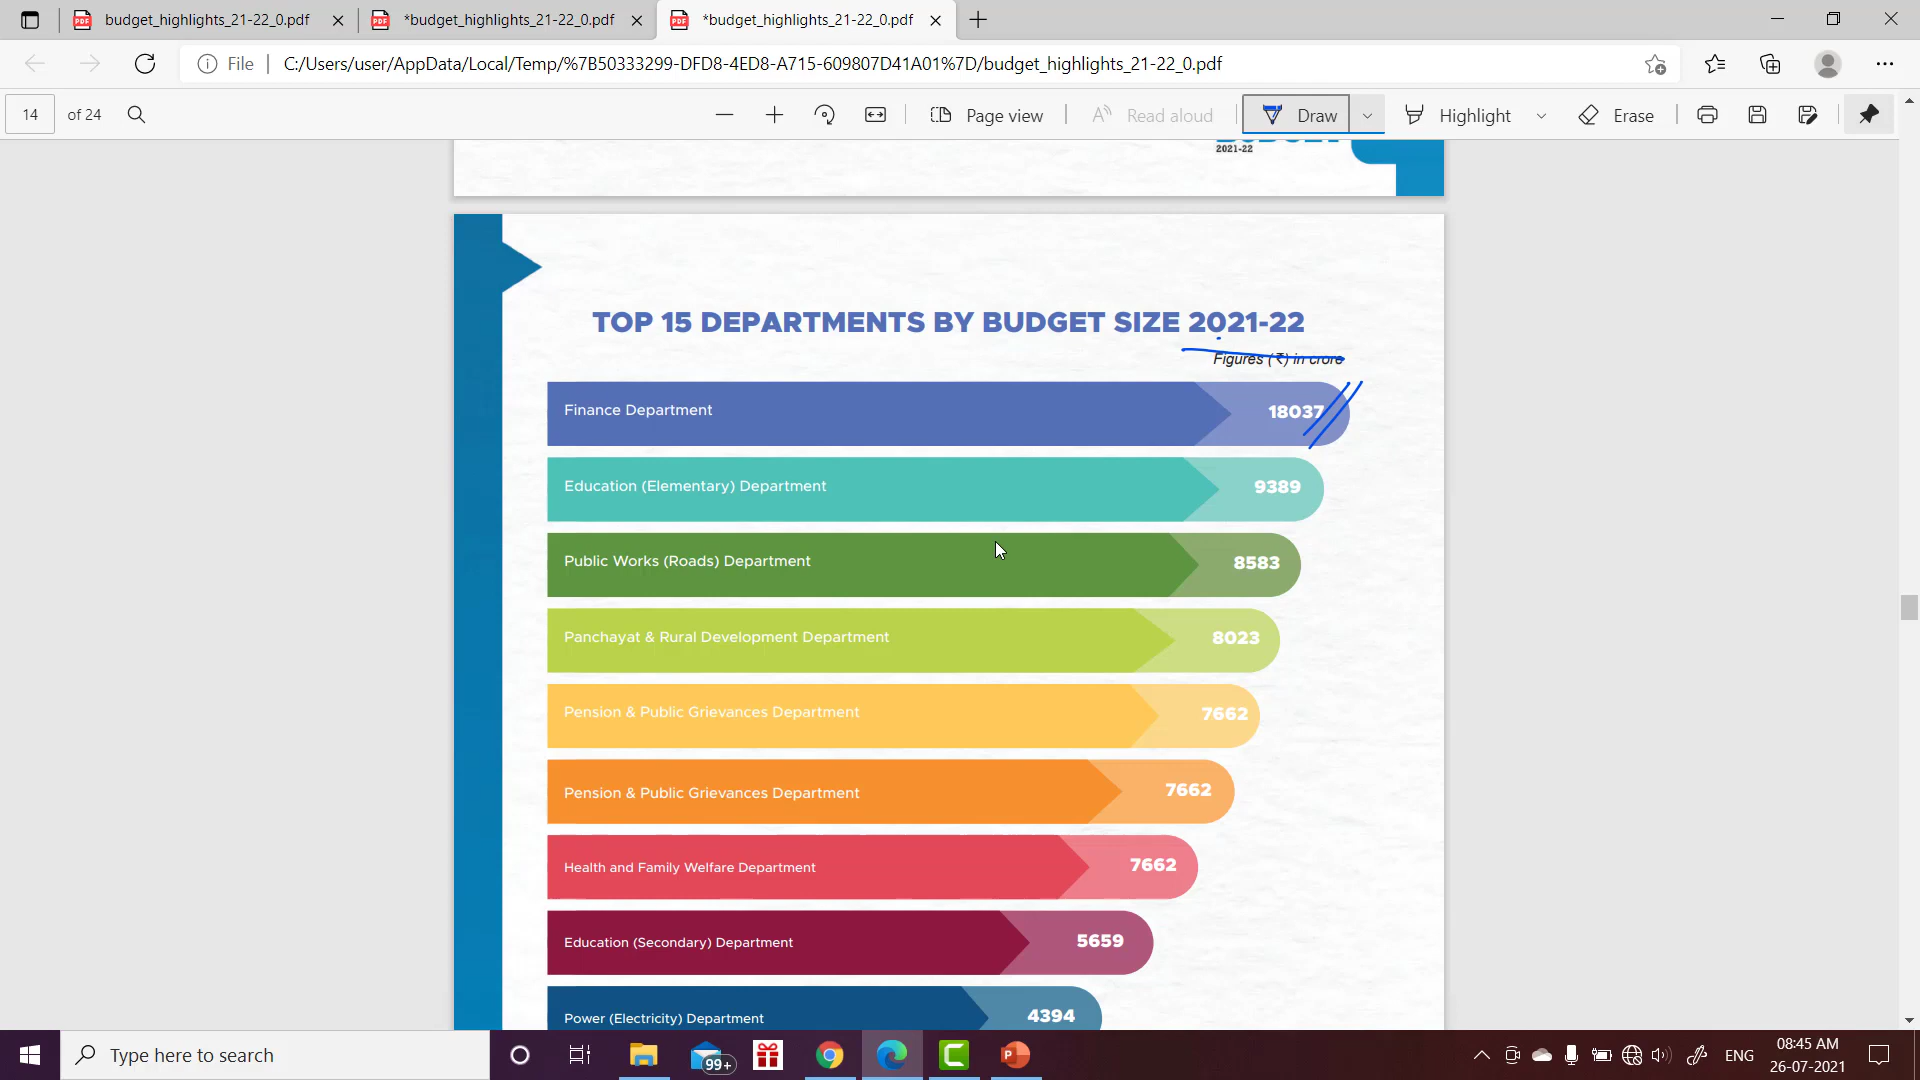 budget_highlights_21-22_0.pdf
*budget_highlights_21-22_0.pdf
*budget_highlights_21-22_0.pdf
File
C:/Users/user/AppData/Local/Temp/%7B50333299-DFD8-4ED8-A715-609807D41A01%7D/budget_highlights_21-22_0.pdf
14 of 24
Page view
Read aloud
Draw
Highlight
Erase
2021-22
TOP 15 DEPARTMENTS BY BUDGET SIZE 2021-22
Figures (₹) in crore
Finance Department 18037
Education (Elementary) Department 9389
Public Works (Roads) Department 8583
Panchayat & Rural Development Department 8023
Pension & Public Grievances Department 7662
Pension & Public Grievances Department 7662
Health and Family Welfare Department 7662
Education (Secondary) Department 5659
Power (Electricity) Department 4394
Type here to search
99+
ENG
08:45 AM
26-07-2021